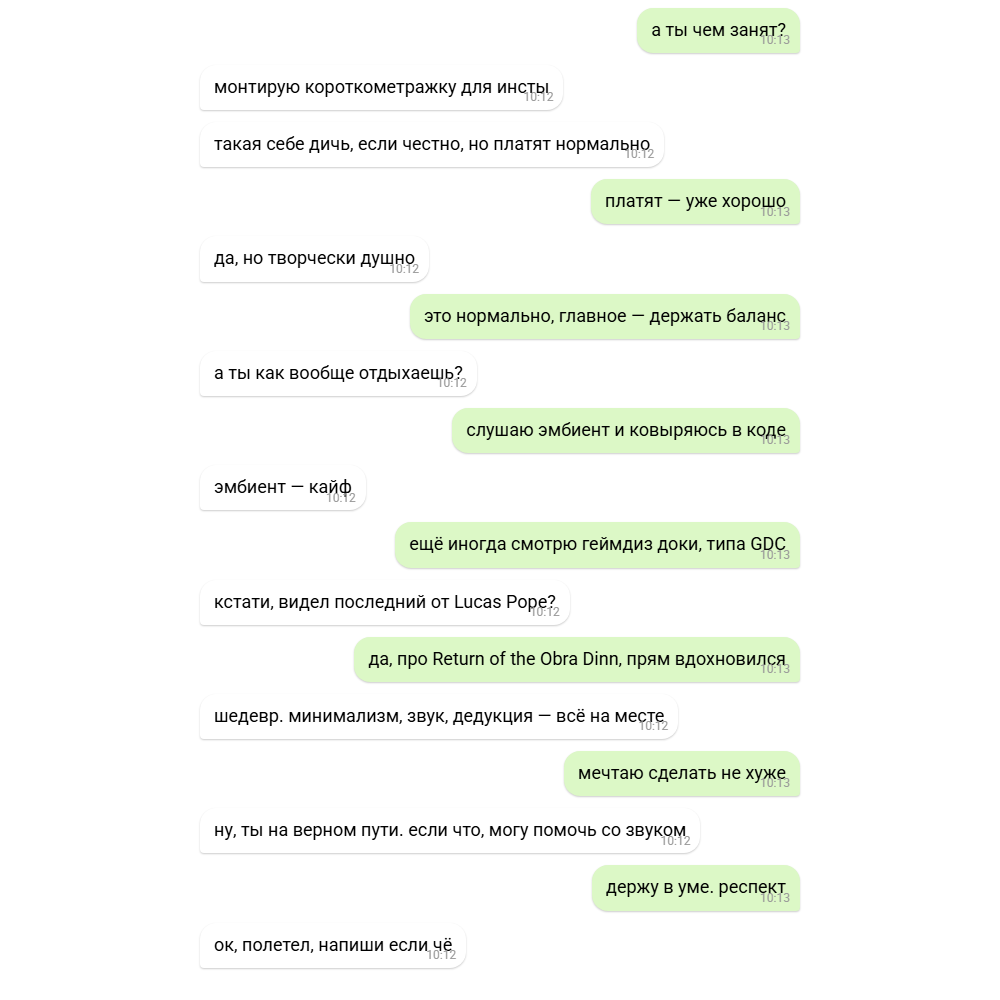 а ты чем занят?
10:13
монтирую короткометражку для инсты
10:12
такая себе дичь, если честно, но платят нормально
10:12
платят — уже хорошо
10:13
да, но творчески душно
10:12
это нормально, главное — держать баланс
10:13
а ты как вообще отдыхаешь?
10:12
слушаю эмбиент и ковыряюсь в коде
10:13
эмбиент — кайф
10:12
ещё иногда смотрю геймдиз доки, типа GDC
10:13
кстати, видел последний от Lucas Pope?
10:12
да, про Return of the Obra Dinn, прям вдохновился
10:13
шедевр. минимализм, звук, дедукция — всё на месте
10:12
мечтаю сделать не хуже
10:13
ну, ты на верном пути. если что, могу помочь со звуком
10:12
держу в уме. респект
10:13
ок, полетел, напиши если чё
10:12